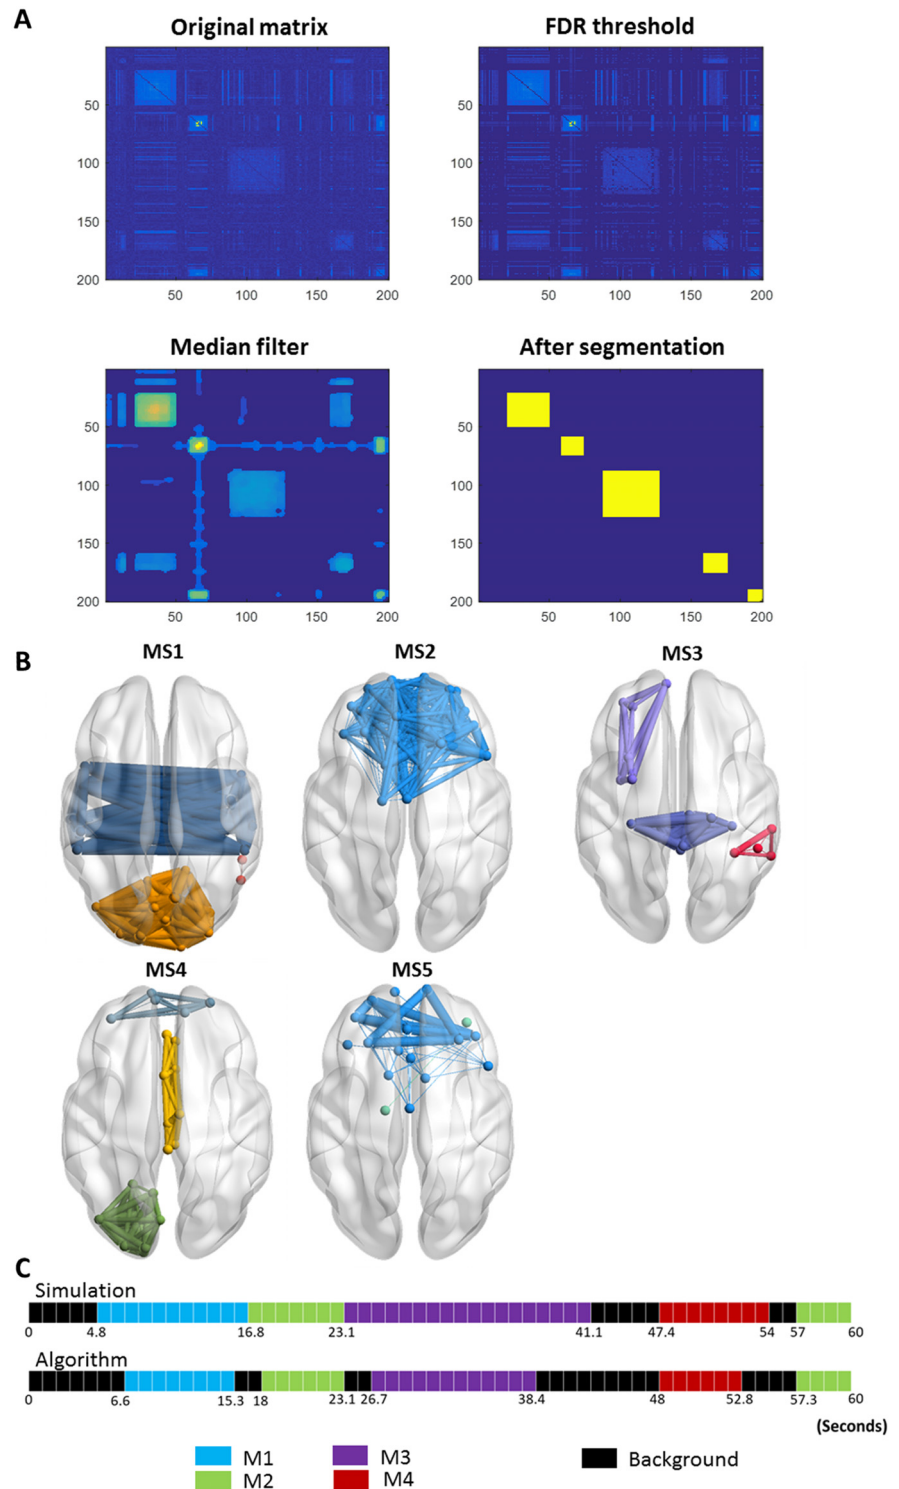 A
Original matrix
FDR threshold
50
100
150
200
50 100 150 200
50
100
150
200
50 100 150 200
Median filter
After segmentation
50
100
150
200
50 100 150 200
50
100
150
200
50 100 150 200
B
MS1
MS2
MS3
MS4
MS5
C
Simulation
0 4.8 16.8 23.1 41.1 47.4 54 57 60
Algorithm
0 6.6 15.3 18 23.1 26.7 38.4 48 52.8 57.3 60
(Seconds)
M1 M3 Background
M2 M4